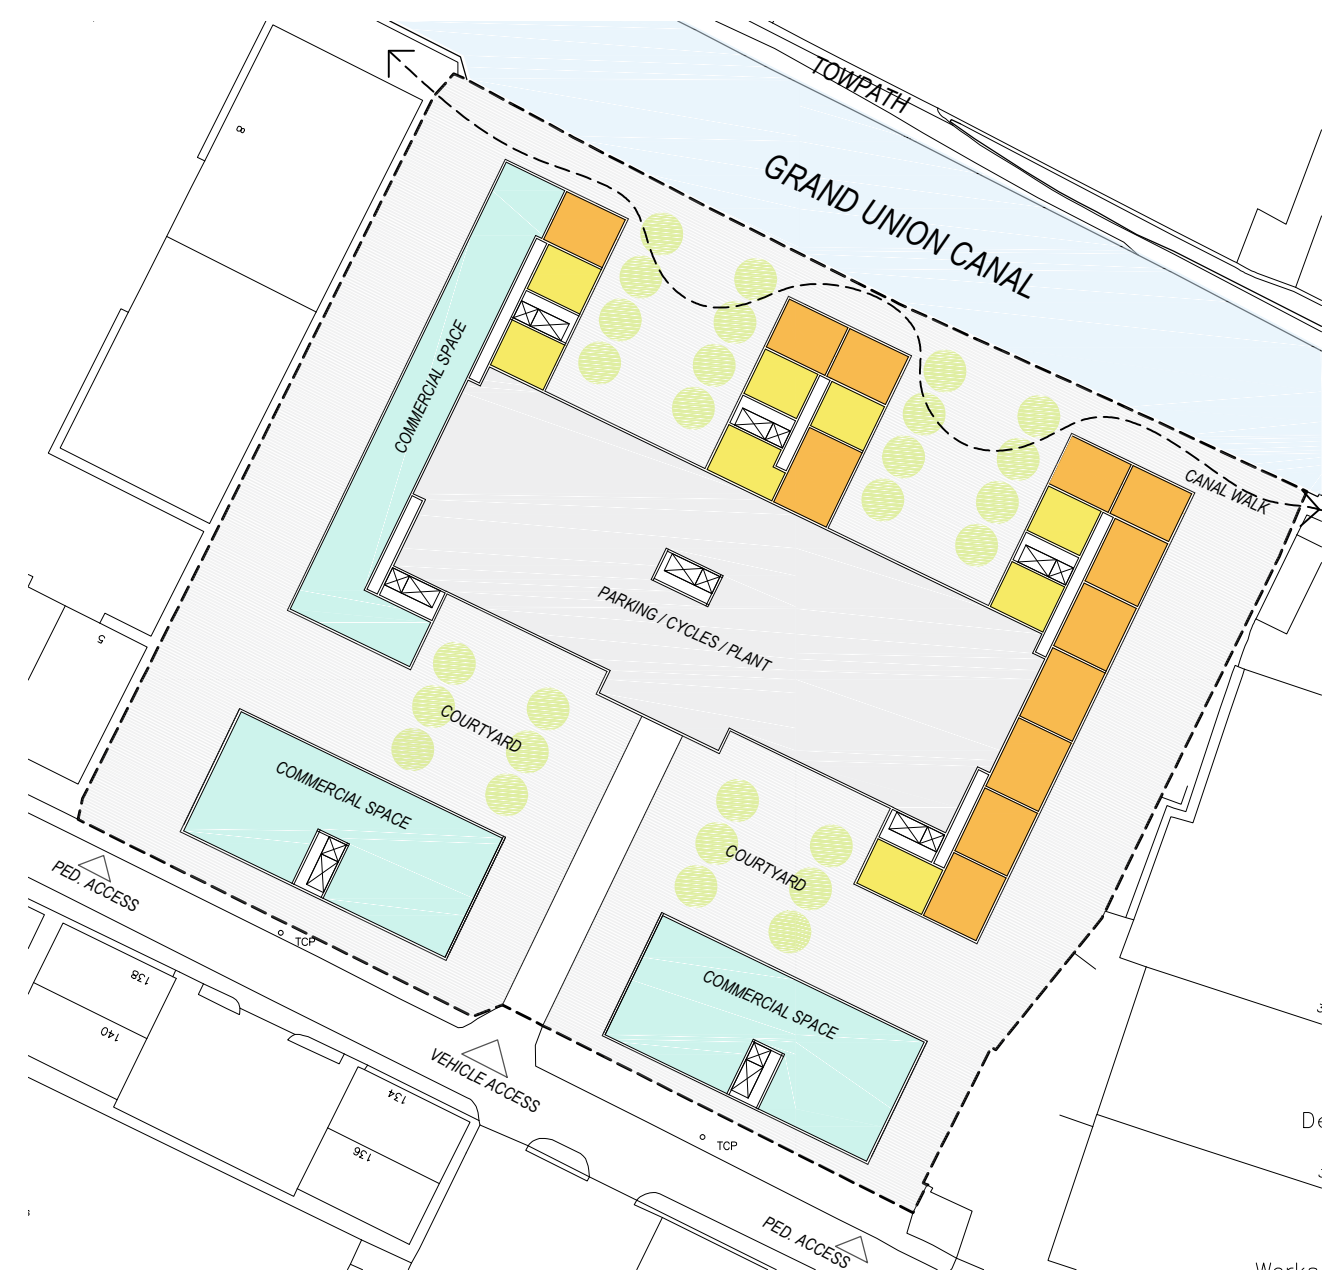 TOWPATH
8
GRAND UNION CANAL
COMMERCIAL SPACE
CANAL WALK
PARKING / CYCLES / PLANT
5
COURTYARD
COMMERCIAL SPACE
COURTYARD
PED. ACCESS
TCP
138
COMMERCIAL SPACE
140
VEHICLE ACCESS
134
TCP
136
PED. ACCESS